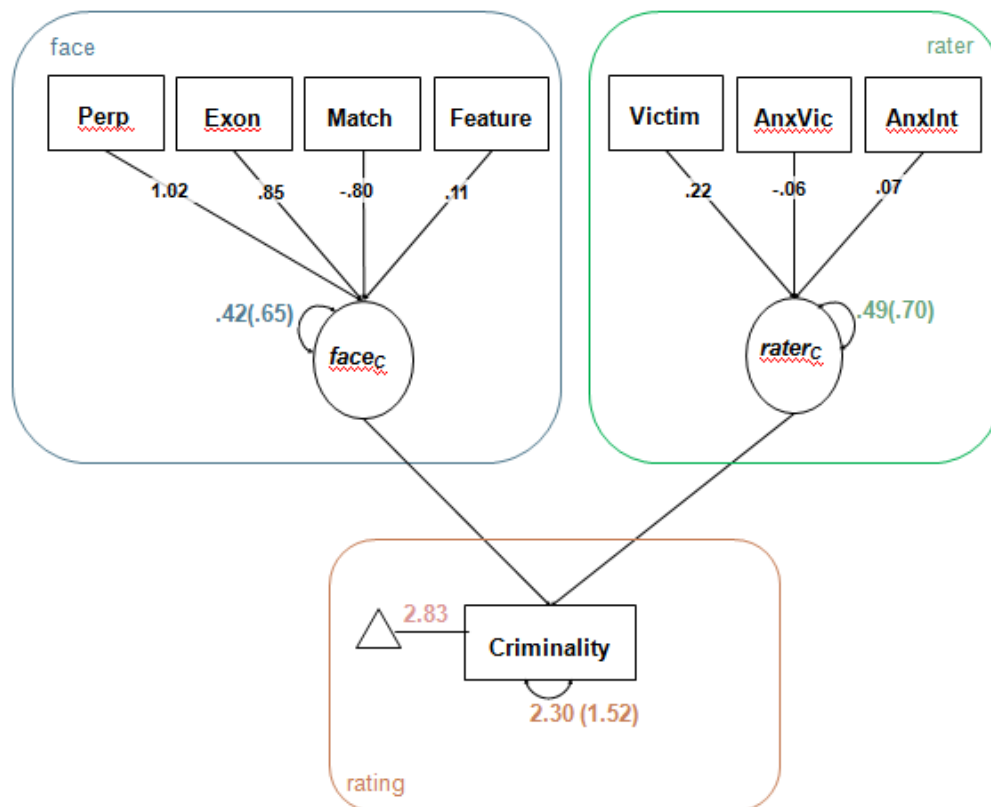 face
rater
Perp
Exon
Match
Feature
Victim
AnxVic
AnxInt
1.02
.85
-.80
.11
.22
-.06
.07
.42(.65)
.49(.70)
faceC
raterC
2.83
Criminality
2.30 (1.52)
rating